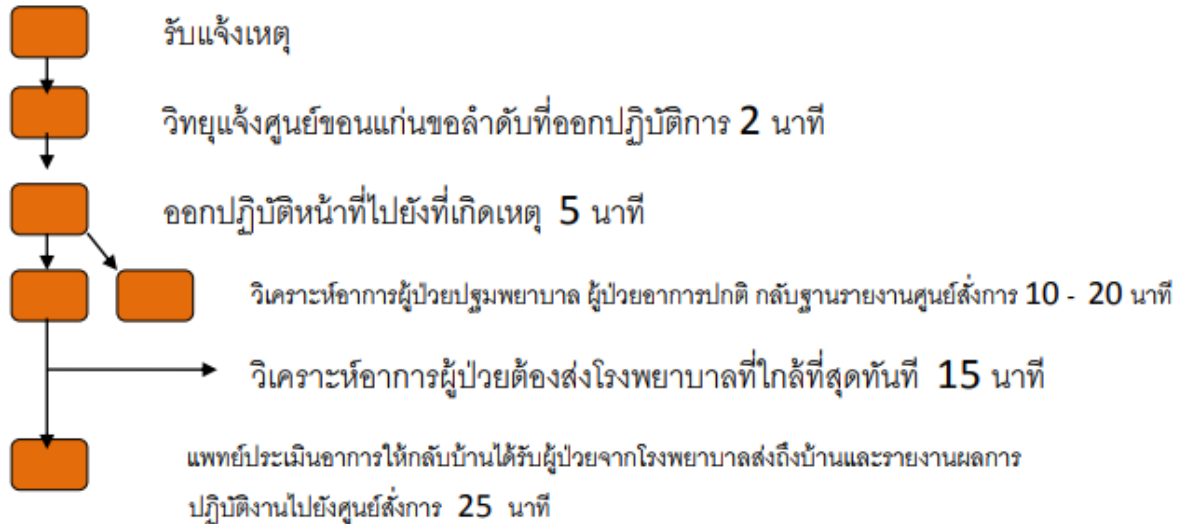 รับแจ้งเหตุ
วิทยุแจ้งศูนย์ขอนแก่นขอลำดับที่ออกปฏิบัติการ 2 นาที
ออกปฏิบัติหน้าที่ไปยังที่เกิดเหตุ 5 นาที
วิเคราะห์อาการผู้ป่วยปฐมพยาบาล ผู้ป่วยอาการปกติ กลับฐานรายงานศูนย์สั่งการ 10 - 20 นาที
วิเคราะห์อาการผู้ป่วยต้องส่งโรงพยาบาลที่ใกล้ที่สุดทันที 15 นาที
แพทย์ประเมินอาการให้กลับบ้านได้รับผู้ป่วยจากโรงพยาบาลส่งถึงบ้านและรายงานผลการ
ปฏิบัติงานไปยังศูนย์สั่งการ 25 นาที